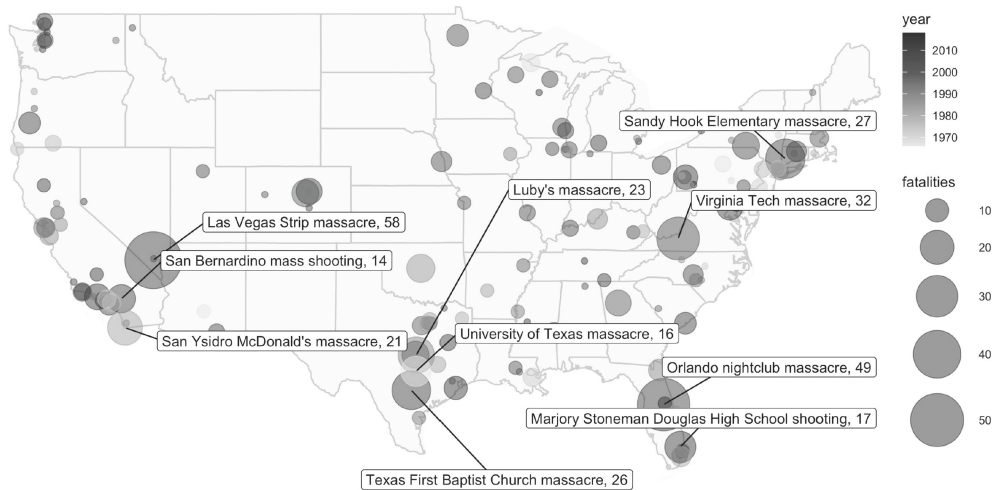 year
2010
2000
1990
1980
1970
Sandy Hook Elementary massacre, 27
Luby's massacre, 23
Virginia Tech massacre, 32
Las Vegas Strip massacre, 58
San Bernardino mass shooting, 14
San Ysidro McDonald's massacre, 21
University of Texas massacre, 16
Orlando nightclub massacre, 49
Marjory Stoneman Douglas High School shooting, 17
Texas First Baptist Church massacre, 26
fatalities
10
20
30
40
50